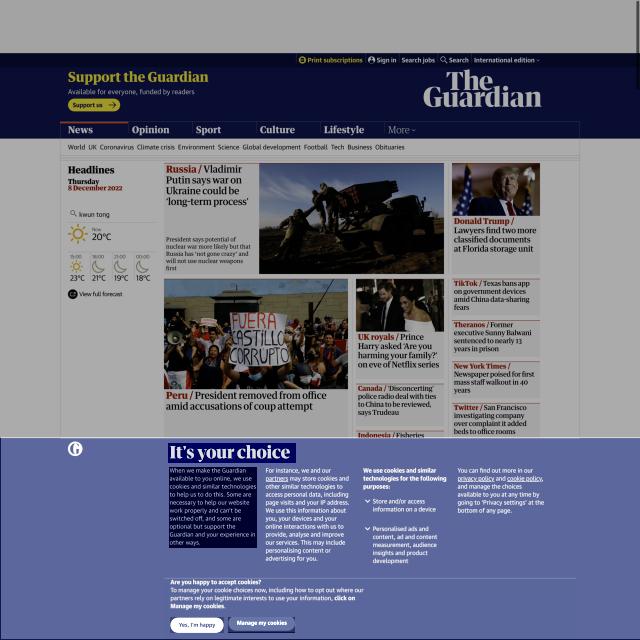 Print subscriptions
Sign in
Search jobs
Search
International edition
Support the Guardian
Available for everyone, funded by readers
Support us
The
Guardian
News
Opinion
Sport
Culture
Lifestyle
More
World UK Coronavirus Climate crisis Environment Science Global development Football Tech Business Obituaries
Headlines
Thursday
8 December 2022
kwun tong
Now
20°C
15:00 18:00 21:00 00:00
23°C 21°C 19°C 18°C
View full forecast
Russia / Vladimir
Putin says war on
Ukraine could be
‘long-term process’
President says potential of
nuclear war more likely but that
Russia has ‘not gone crazy’ and
will not use nuclear weapons
first
Donald Trump /
Lawyers find two more
classified documents
at Florida storage unit
FUERA
CASTILLO
CORRUPTO
Peru / President removed from office
amid accusations of coup attempt
UK royals / Prince
Harry asked ‘Are you
harming your family?’
on eve of Netflix series
Canada / ‘Disconcerting’
police radio deal with ties
to China to be reviewed,
says Trudeau
Indonesia / Fisheries
TikTok / Texas bans app
on government devices
amid China data-sharing
fears
Theranos / Former
executive Sunny Balwani
sentenced to nearly 13
years in prison
New York Times /
Newspaper poised for first
mass staff walkout in 40
years
Twitter / San Francisco
investigating company
over complaint it added
beds to office rooms
It's your choice
When we make the Guardian
available to you online, we use
cookies and similar technologies
to help us to do this. Some are
necessary to help our website
work properly and can't be
switched off, and some are
optional but support the
Guardian and your experience in
other ways.
For instance, we and our
partners may store cookies and
other similar technologies to
access personal data, including
page visits and your IP address.
We use this information about
you, your devices and your
online interactions with us to
provide, analyse and improve
our services. This may include
personalising content or
advertising for you.
We use cookies and similar
technologies for the following
purposes:
Store and/or access
information on a device
Personalised ads and
content, ad and content
measurement, audience
insights and product
development
You can find out more in our
privacy policy and cookie policy,
and manage the choices
available to you at any time by
going to 'Privacy settings' at the
bottom of any page.
Are you happy to accept cookies?
To manage your cookie choices now, including how to opt out where our
partners rely on legitimate interests to use your information, click on
Manage my cookies.
Yes, I'm happy
Manage my cookies